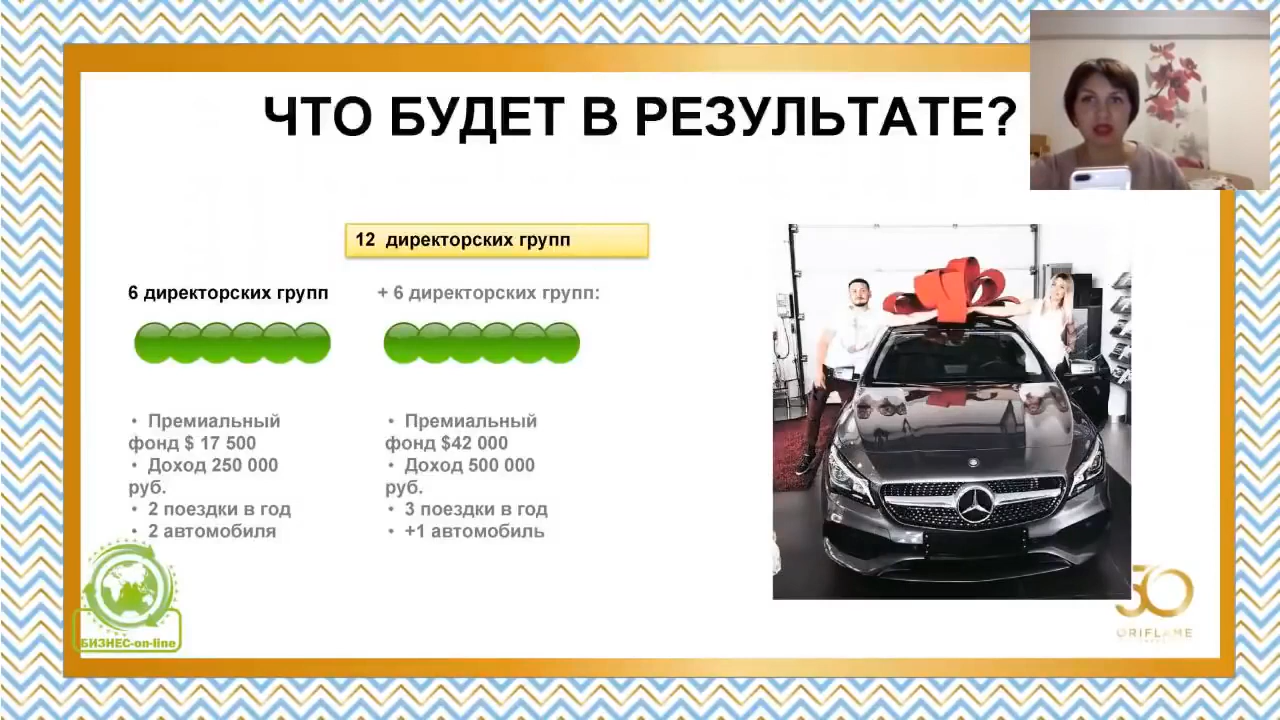 ЧТО БУДЕТ В РЕЗУЛЬТАТЕ?
12 директорских групп
6 директорских групп
+ 6 директорских групп:
• Премиальный
фонд $ 17 500
• Доход 250 000
руб.
• 2 поездки в год
• 2 автомобиля
• Премиальный
фонд $42 000
• Доход 500 000
руб.
• 3 поездки в год
• +1 автомобиль
БИЗНЕС-on-line
30
ORIFLAME